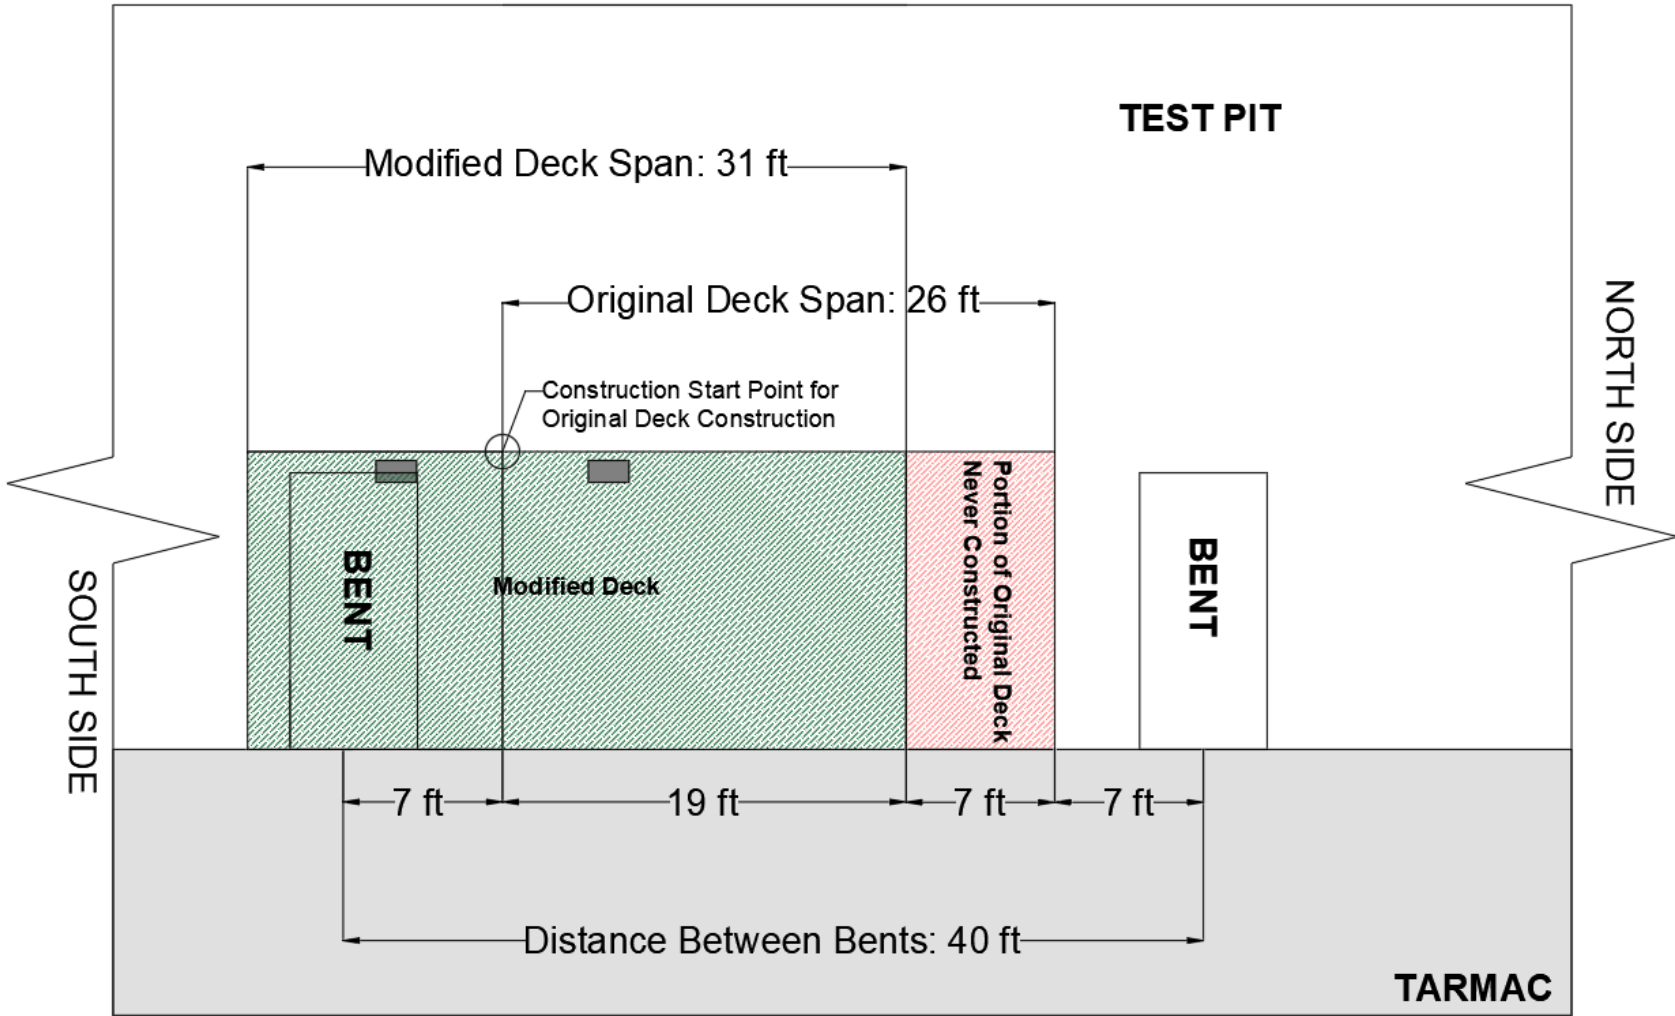 TEST PIT
Modified Deck Span: 31 ft
Original Deck Span: 26 ft
Construction Start Point for
Original Deck Construction
NORTH SIDE
Portion of Original Deck
Never Constructed
BENT
Modified Deck
BENT
SOUTH SIDE
7 ft
19 ft
7 ft
7 ft
Distance Between Bents: 40 ft
TARMAC